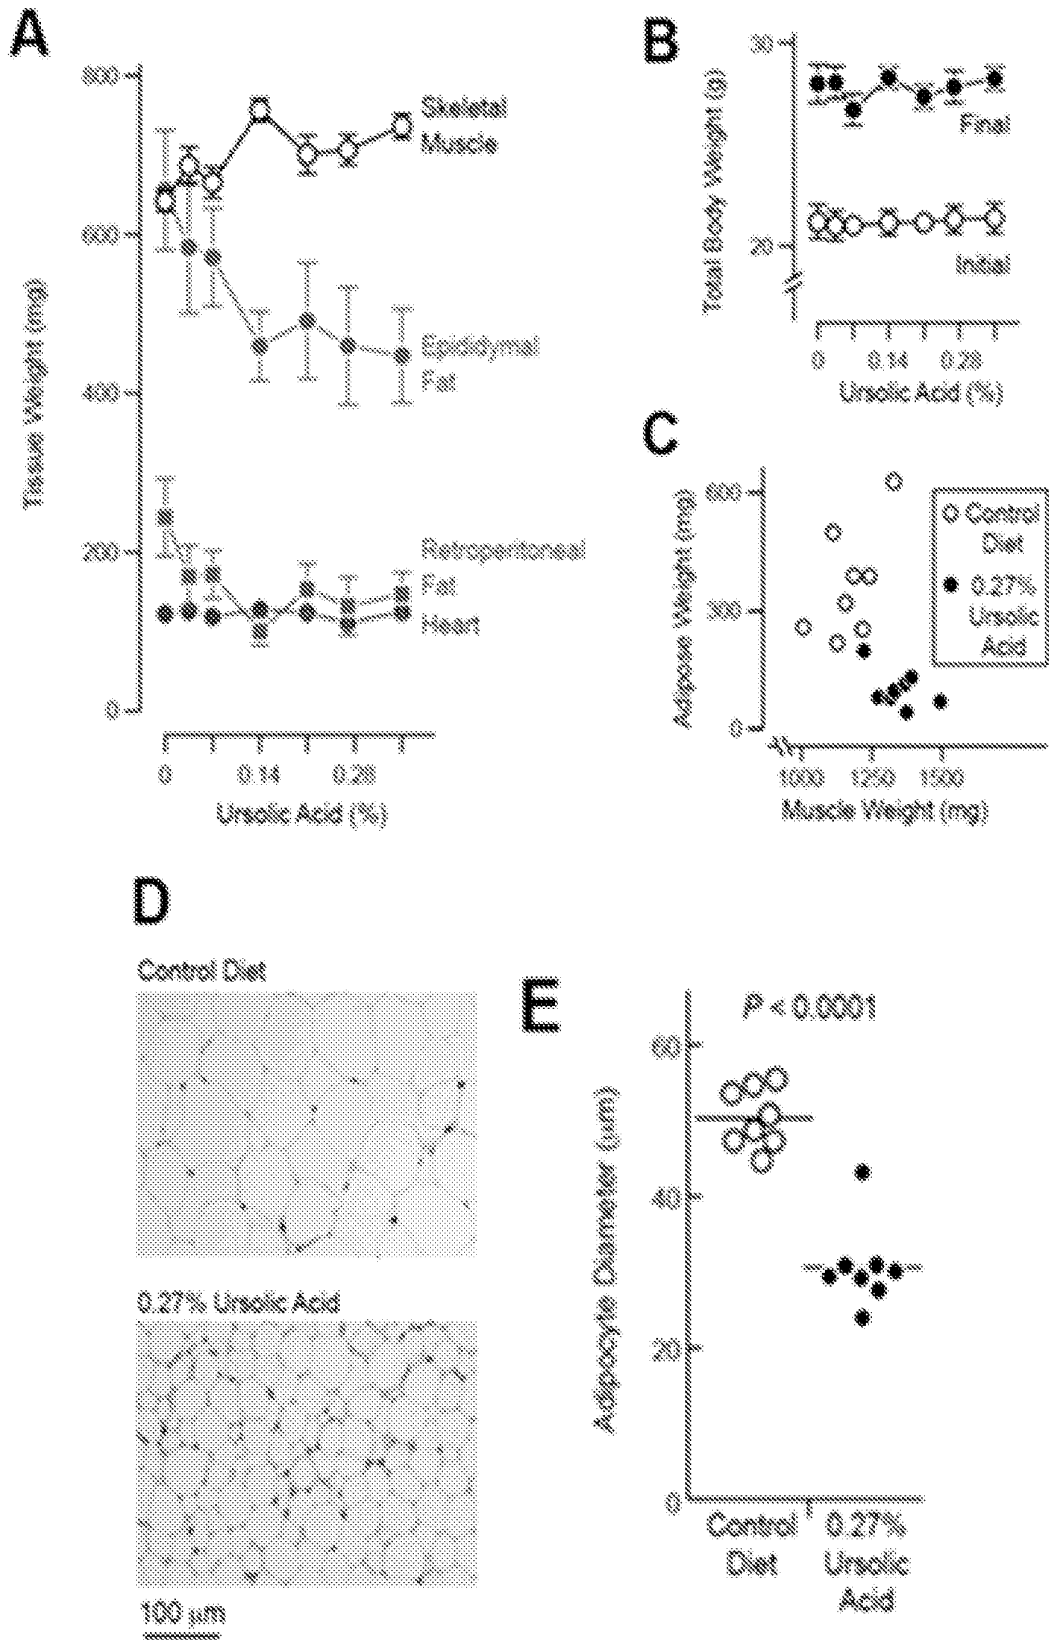 A
800
600
400
200
0
Tissue Weight (mg)
Skeletal
Muscle
Epididymal
Fat
Retroperitoneal
Fat
Heart
0 0.14 0.28
Ursolic Acid (%)
B
30
20
Total Body Weight (g)
Final
Initial
0 0.14 0.28
Ursolic Acid (%)
C
600
300
0
Adipose Weight (mg)
Control
Diet
0.27%
Ursolic
Acid
1000 1250 1500
Muscle Weight (mg)
D
Control Diet
0.27% Ursolic Acid
100 μm
E
P < 0.0001
60
40
20
0
Adipocyte Diameter (μm)
Control
Diet
0.27%
Ursolic
Acid